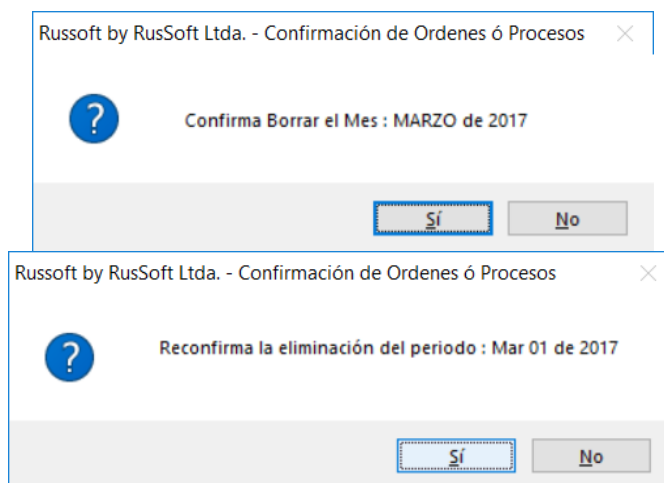 Russoft by RusSoft Ltda. - Confirmación de Ordenes ó Procesos
Confirma Borrar el Mes : MARZO de 2017
Sí No
Russoft by RusSoft Ltda. - Confirmación de Ordenes ó Procesos
Reconfirma la eliminación del periodo : Mar 01 de 2017
Sí No